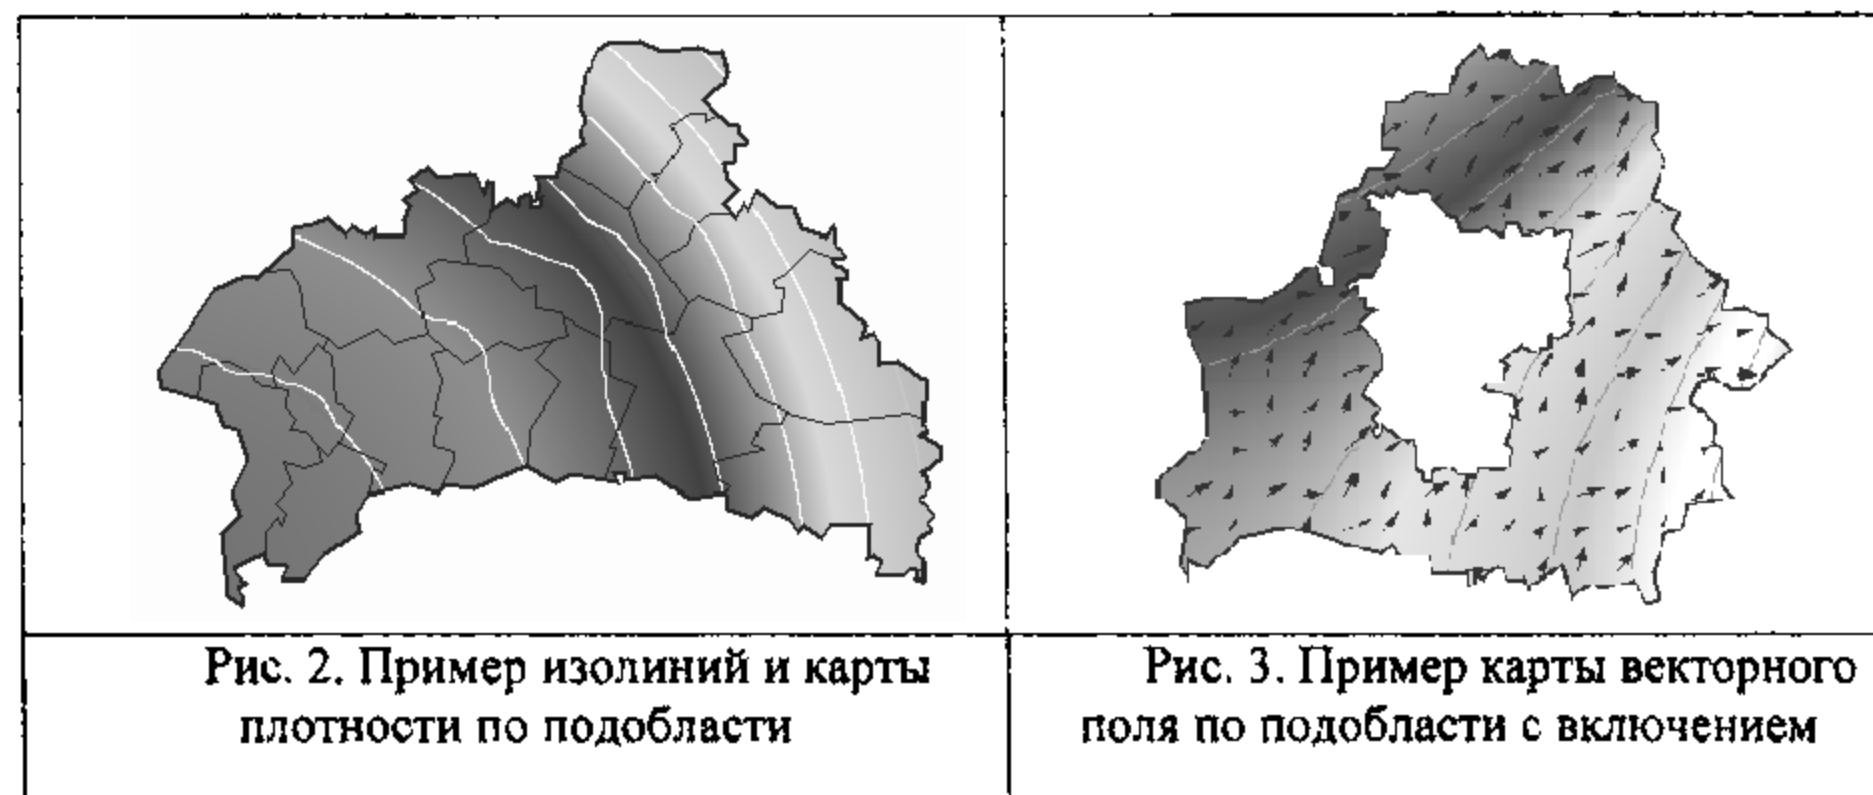 Рис. 2. Пример изолиний и карты
плотности по подобласти
Рис. 3. Пример карты векторного
поля по подобласти с включением